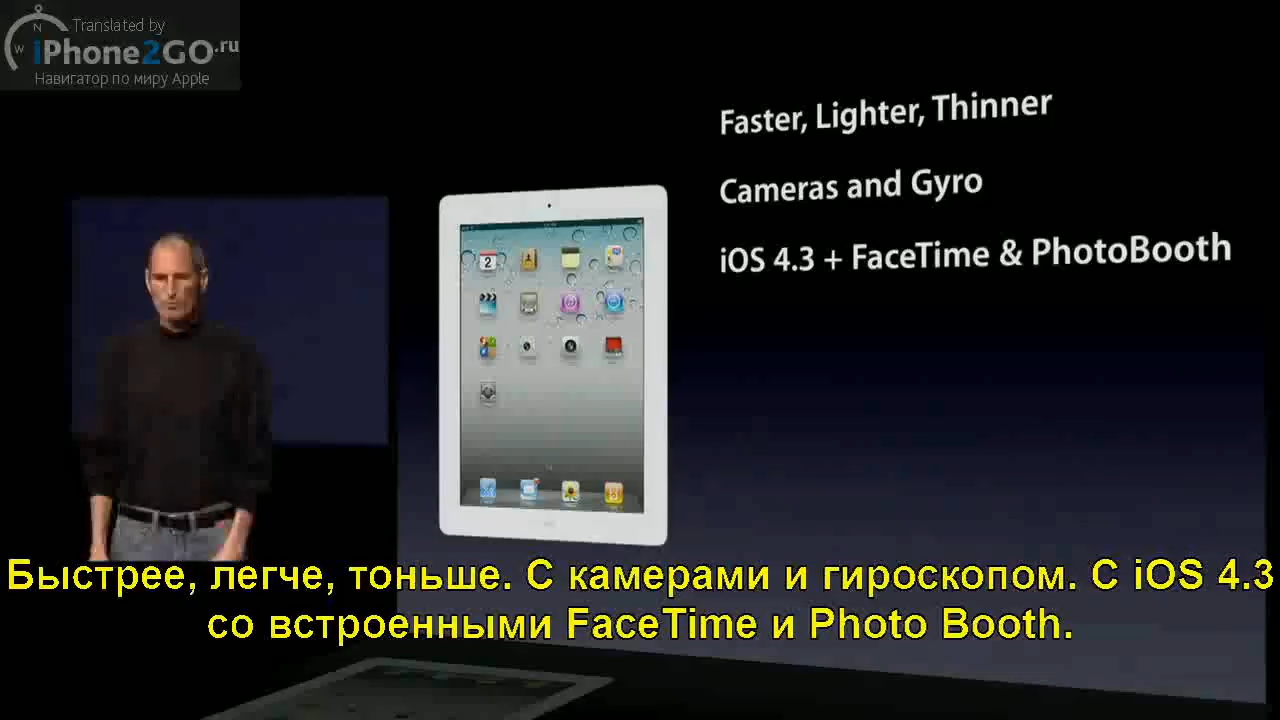 Translated by
iPhone2GO.ru
Навигатор по миру Apple
N
W
Faster, Lighter, Thinner
Cameras and Gyro
iOS 4.3 + FaceTime & PhotoBooth
2
Быстрее, легче, тоньше. С камерами и гироскопом. С iOS 4.3
со встроенными FaceTime и Photo Booth.